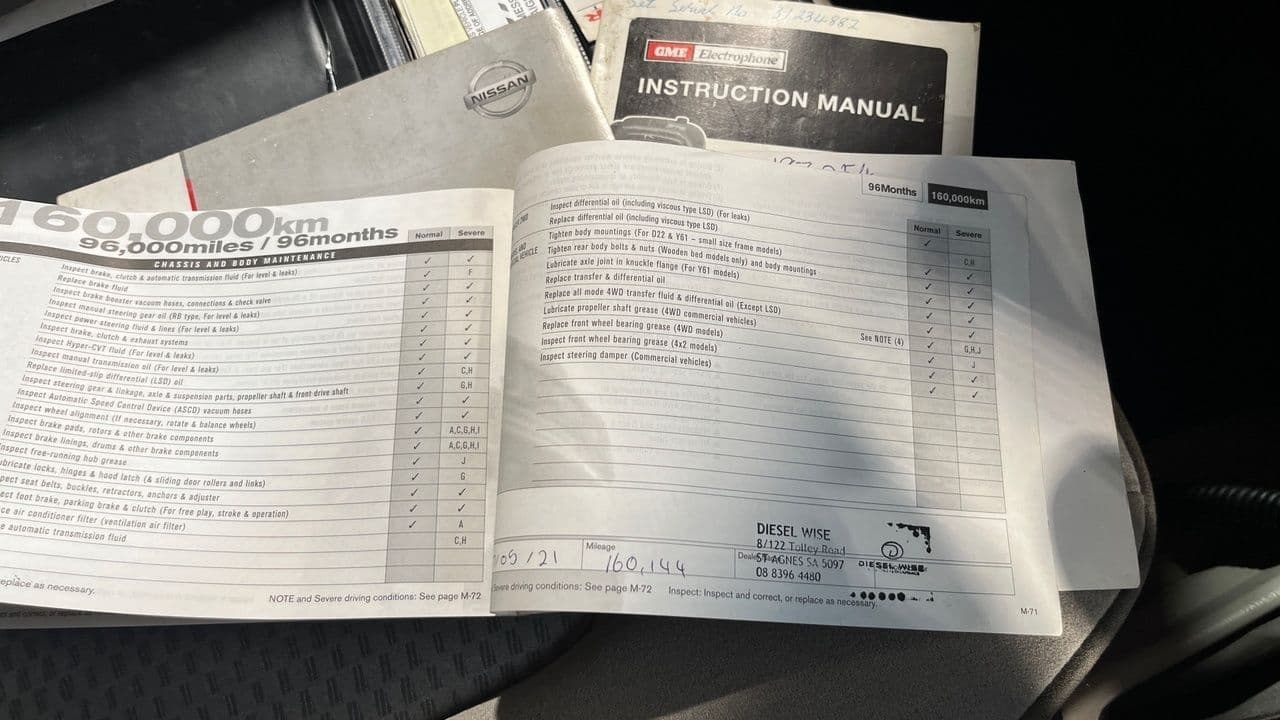 Set Serial No 51234882
GME Electrophone
INSTRUCTION MANUAL
NISSAN
160,000km
96,000miles / 96months
CHASSIS AND BODY MAINTENANCE
Normal Severe
Inspect brake, clutch & automatic transmission fluid (For level & leaks) ✓ ✓
Replace brake fluid ✓ F
Inspect brake booster vacuum hoses, connections & check valve ✓ ✓
Inspect manual steering gear oil (RB type, For level & leaks) ✓ ✓
Inspect power steering fluid & lines (For level & leaks) ✓ ✓
Inspect brake, clutch & exhaust systems ✓ ✓
Inspect Hyper-CVT fluid (For level & leaks) ✓ ✓
Inspect manual transmission oil (For level & leaks) ✓ ✓
Replace limited-slip differential (LSD) oil ✓ C,H
Inspect steering gear & linkage, axle & suspension parts, propeller shaft & front drive shaft ✓ G,H
Inspect Automatic Speed Control Device (ASCD) vacuum hoses ✓ ✓
Inspect wheel alignment (If necessary, rotate & balance wheels) ✓ ✓
Inspect brake pads, rotors & other brake components ✓ A,C,G,H,I
Inspect brake linings, drums & other brake components ✓ A,C,G,H,I
Inspect free-running hub grease ✓ J
ubricate locks, hinges & hood latch (& sliding door rollers and links) ✓ G
pect seat belts, buckles, retractors, anchors & adjuster ✓ ✓
ect foot brake, parking brake & clutch (For free play, stroke & operation) ✓ ✓
ce air conditioner filter (ventilation air filter) ✓ A
e automatic transmission fluid C,H
eplace as necessary.
NOTE and Severe driving conditions: See page M-72
96Months 160,000km
Normal Severe
Inspect differential oil (including viscous type LSD) (For leaks) ✓
Replace differential oil (including viscous type LSD) C,H
Tighten body mountings (For D22 & Y61 – small size frame models) ✓ ✓
Tighten rear body bolts & nuts (Wooden bed models only) and body mountings ✓ ✓
Lubricate axle joint in knuckle flange (For Y61 models) ✓ ✓
Replace transfer & differential oil ✓ ✓
Replace all mode 4WD transfer fluid & differential oil (Except LSD) ✓ ✓
Lubricate propeller shaft grease (4WD commercial vehicles) ✓ G,H,J
Replace front wheel bearing grease (4WD models) See NOTE (4) ✓ J
Inspect front wheel bearing grease (4x2 models) ✓ ✓
Inspect steering damper (Commercial vehicles) ✓ ✓
/05/21
Mileage
160,144
DIESEL WISE
8/122 Tolley Road
ST AGNES SA 5097
08 8396 4480
DIESEL WISE
evere driving conditions: See page M-72
Inspect: Inspect and correct, or replace as necessary.
M-71